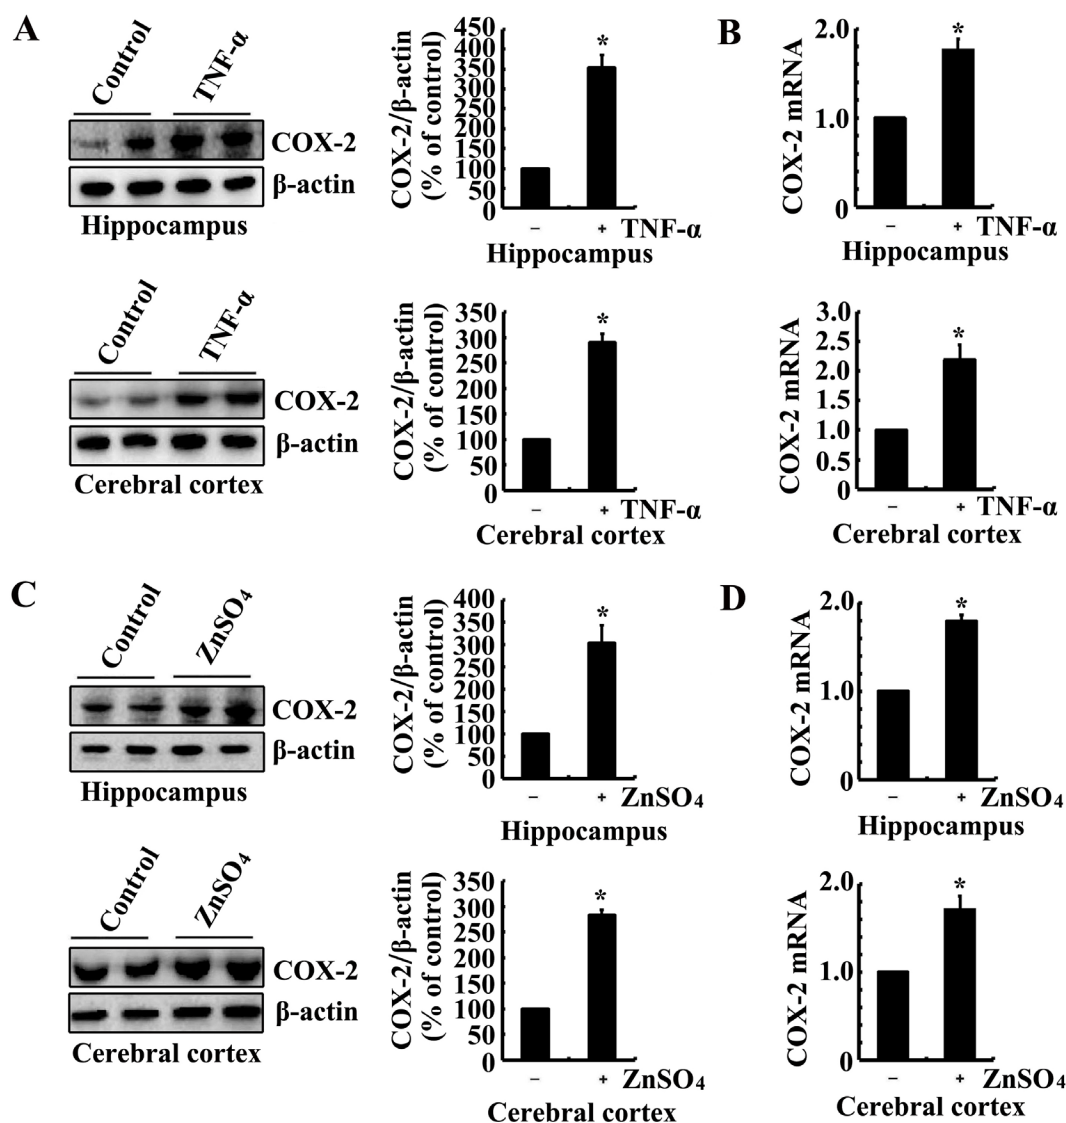 A
Control
TNF-α
COX-2
β-actin
Hippocampus
COX-2/β-actin
(% of control)
450
400
350
300
250
200
150
100
50
0
*
− + TNF-α
Hippocampus
B
COX-2 mRNA
2.0
1.0
0
*
− + TNF-α
Hippocampus
Control
TNF-α
COX-2
β-actin
Cerebral cortex
COX-2/β-actin
(% of control)
350
300
250
200
150
100
50
0
*
− + TNF-α
Cerebral cortex
COX-2 mRNA
3.0
2.5
2.0
1.0
0.5
0
*
− + TNF-α
Cerebral cortex
C
Control
ZnSO₄
COX-2
β-actin
Hippocampus
COX-2/β-actin
(% of control)
400
350
300
250
200
150
100
50
0
*
− + ZnSO₄
Hippocampus
D
COX-2 mRNA
2.0
1.0
0
*
− + ZnSO₄
Hippocampus
Control
ZnSO₄
COX-2
β-actin
Cerebral cortex
COX-2/β-actin
(% of control)
350
300
250
200
150
100
50
0
*
− + ZnSO₄
Cerebral cortex
COX-2 mRNA
2.0
1.0
0
*
− + ZnSO₄
Cerebral cortex